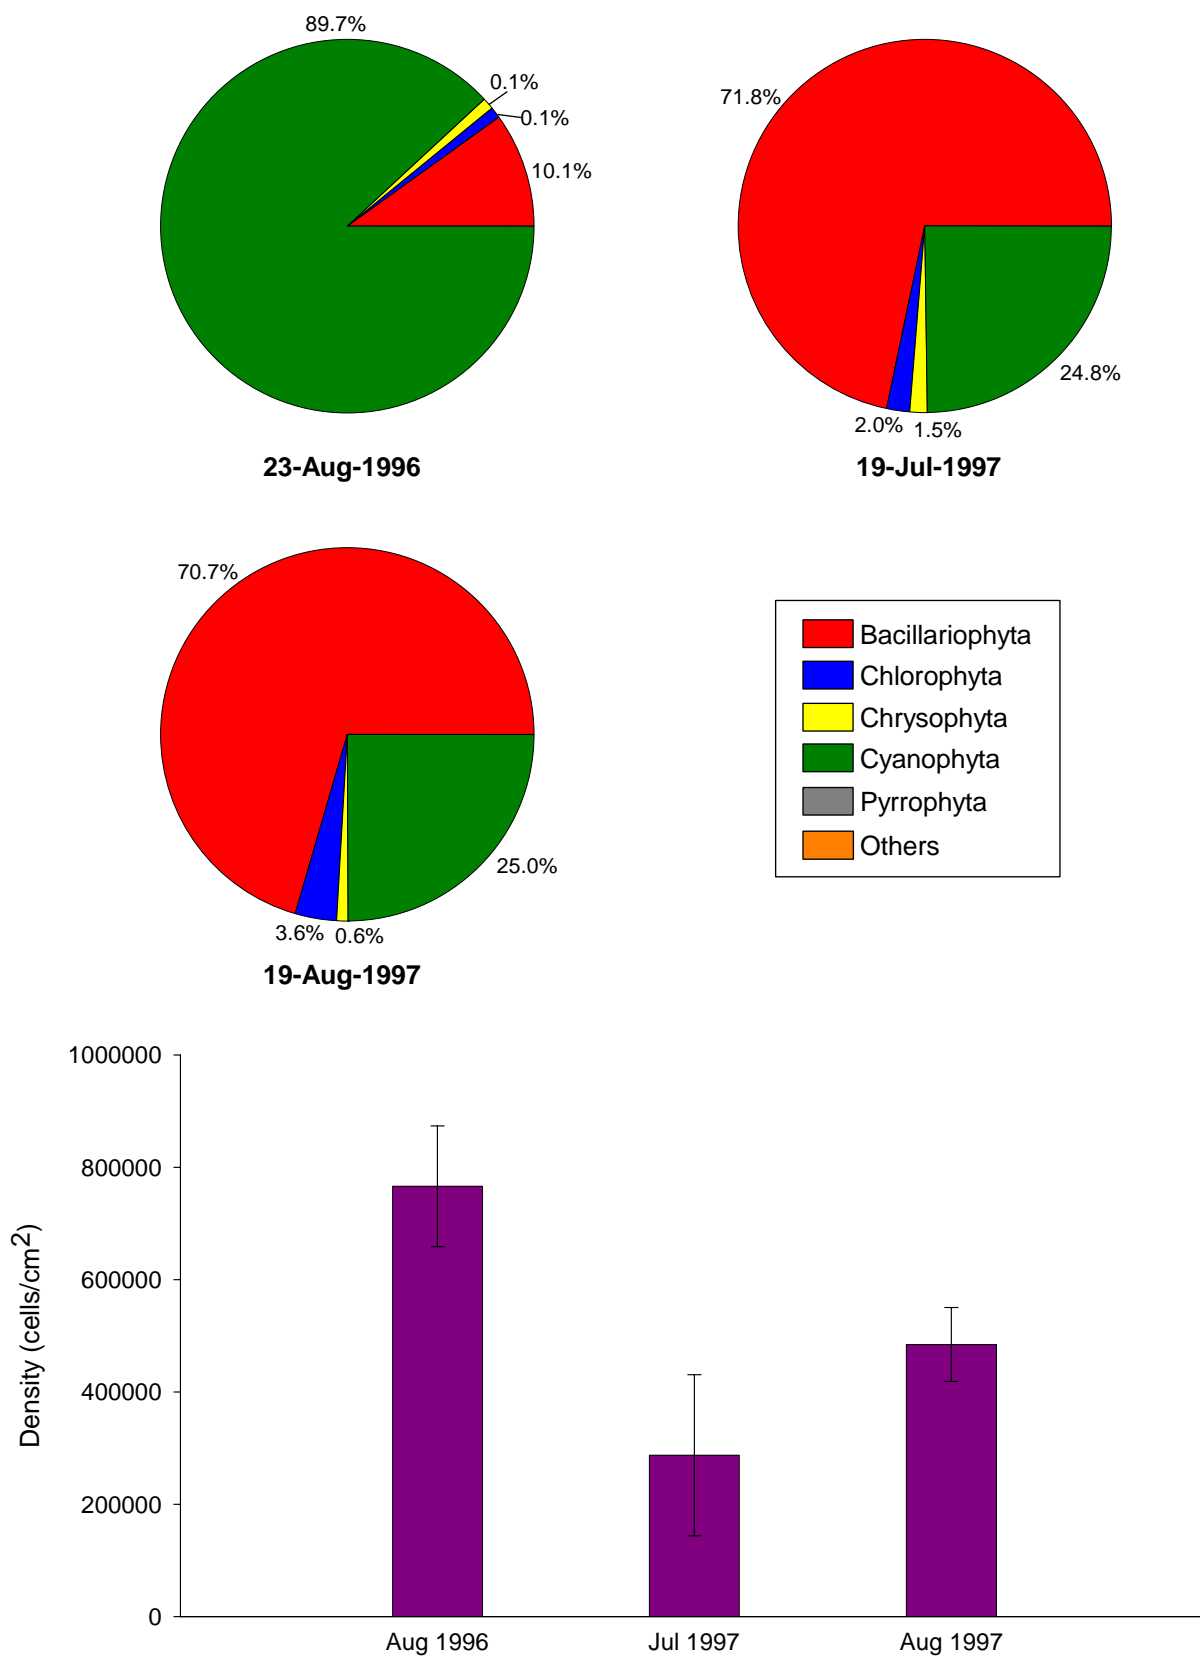 89.7%
0.1%
0.1%
10.1%
23-Aug-1996
71.8%
24.8%
2.0%
1.5%
19-Jul-1997
70.7%
25.0%
3.6%
0.6%
19-Aug-1997
Bacillariophyta
Chlorophyta
Chrysophyta
Cyanophyta
Pyrrophyta
Others
Density (cells/cm²)
1000000
800000
600000
400000
200000
0
Aug 1996
Jul 1997
Aug 1997